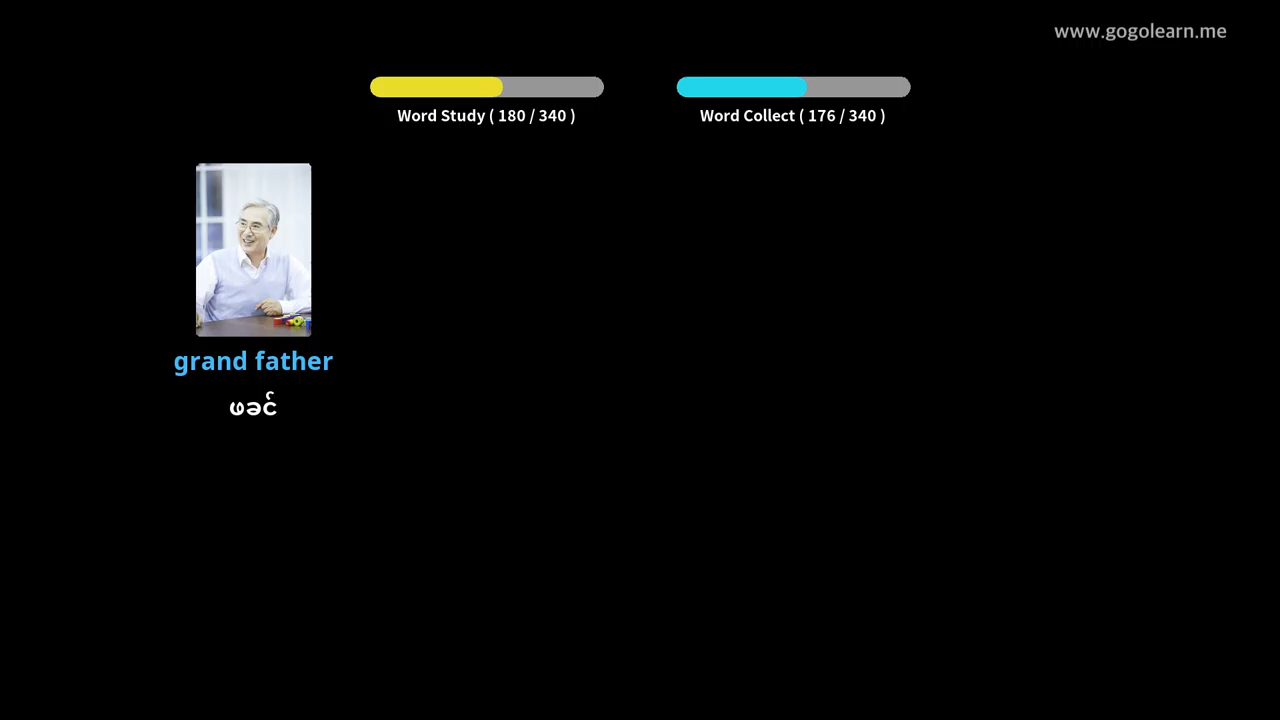 www.gogolearn.me
Word Study ( 180 / 340 )
Word Collect ( 176 / 340 )
grand father
ဖခင်